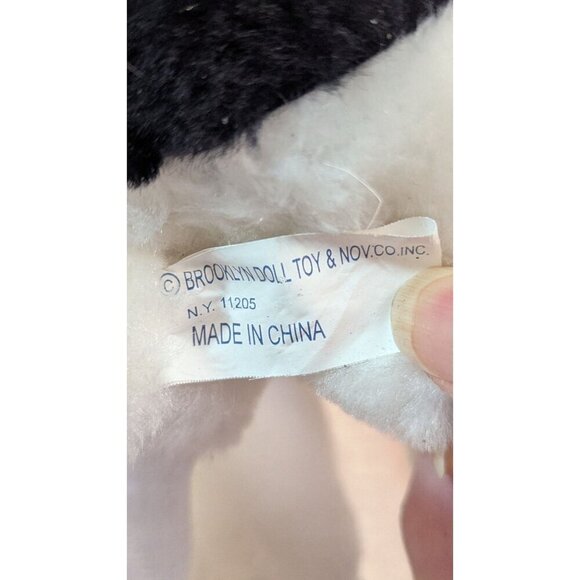 © BROOKLYN DOLL TOY & NOV.CO.INC.
N.Y. 11205
MADE IN CHINA